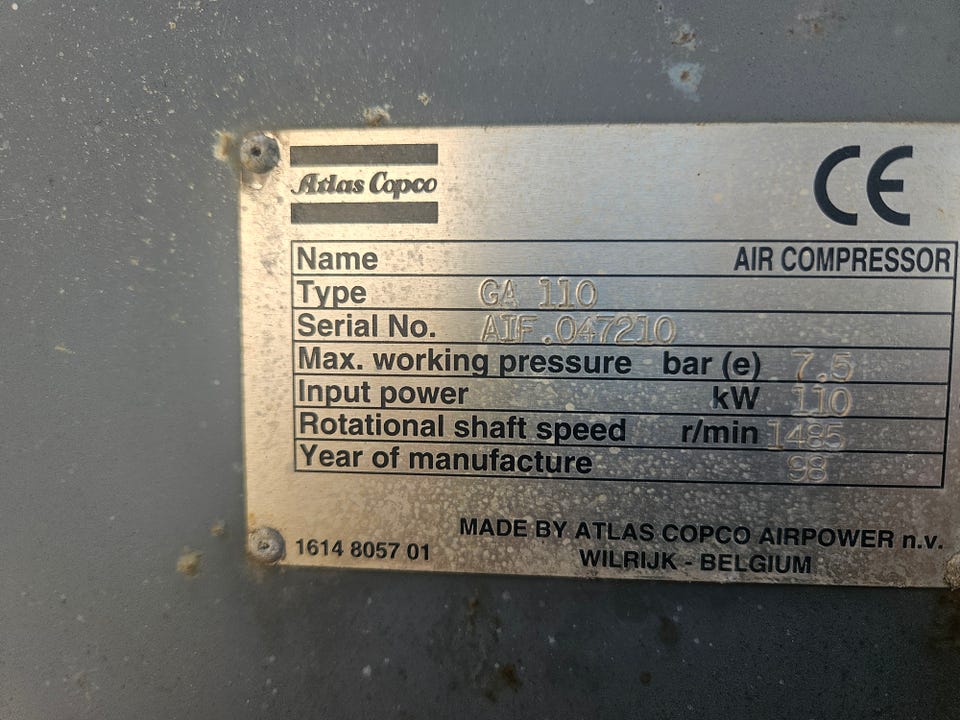 Atlas Copco
CE
Name AIR COMPRESSOR
Type GA 110
Serial No. AIF.047210
Max. working pressure bar (e) 7.5
Input power kW 110
Rotational shaft speed r/min 1485
Year of manufacture 98
MADE BY ATLAS COPCO AIRPOWER n.v.
1614 8057 01 WILRIJK - BELGIUM